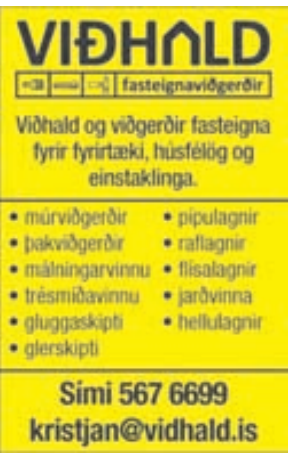 VIÐHALD
fasteignaviðgerðir
Viðhald og viðgerðir fasteigna
fyrir fyrirtæki, húsfélög og
einstaklinga.
• múrviðgerðir
• þakviðgerðir
• málningarvinnu
• trésmíðavinnu
• gluggaskipti
• glerskipti
• pípulagnir
• raflagnir
• flísalagnir
• jarðvinna
• hellulagnir
Sími 567 6699
kristjan@vidhald.is